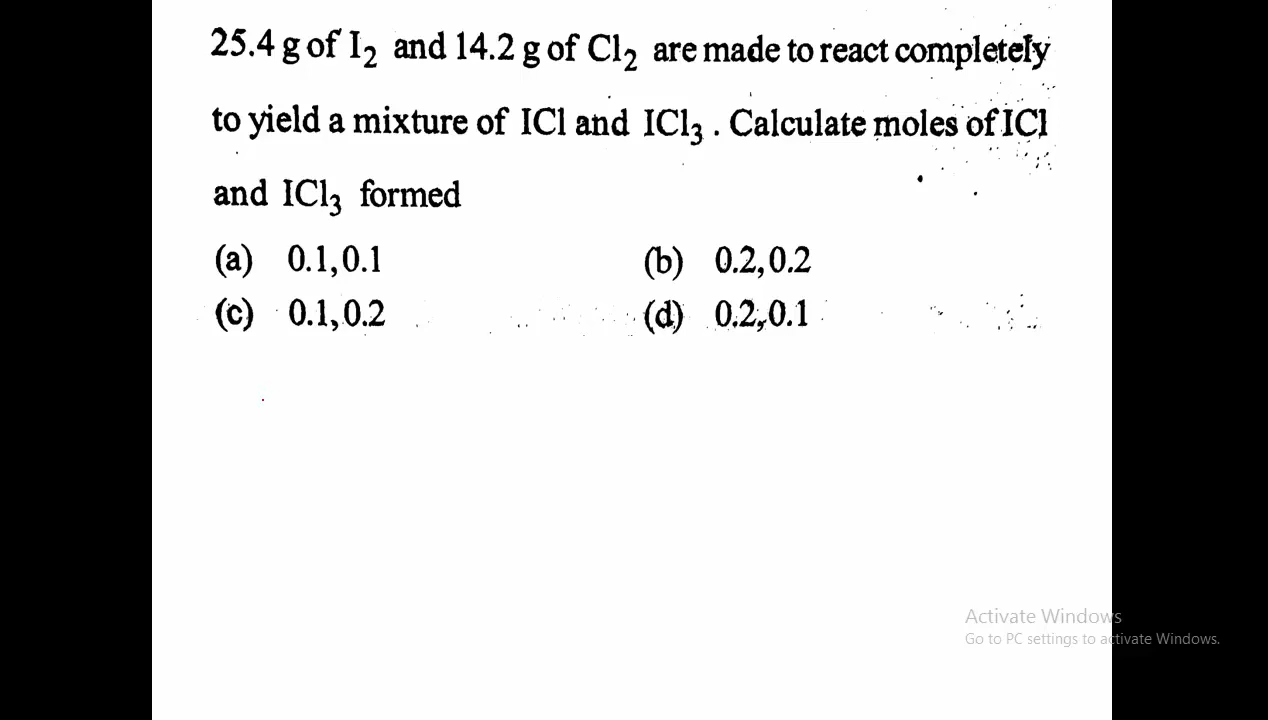 25.4 g of I₂ and 14.2 g of Cl₂ are made to react completely
to yield a mixture of ICl and ICl₃. Calculate moles of ICl
and ICl₃ formed
(a) 0.1,0.1 (b) 0.2,0.2
(c) 0.1,0.2 (d) 0.2,0.1
Activate Windows
Go to PC settings to activate Windows.